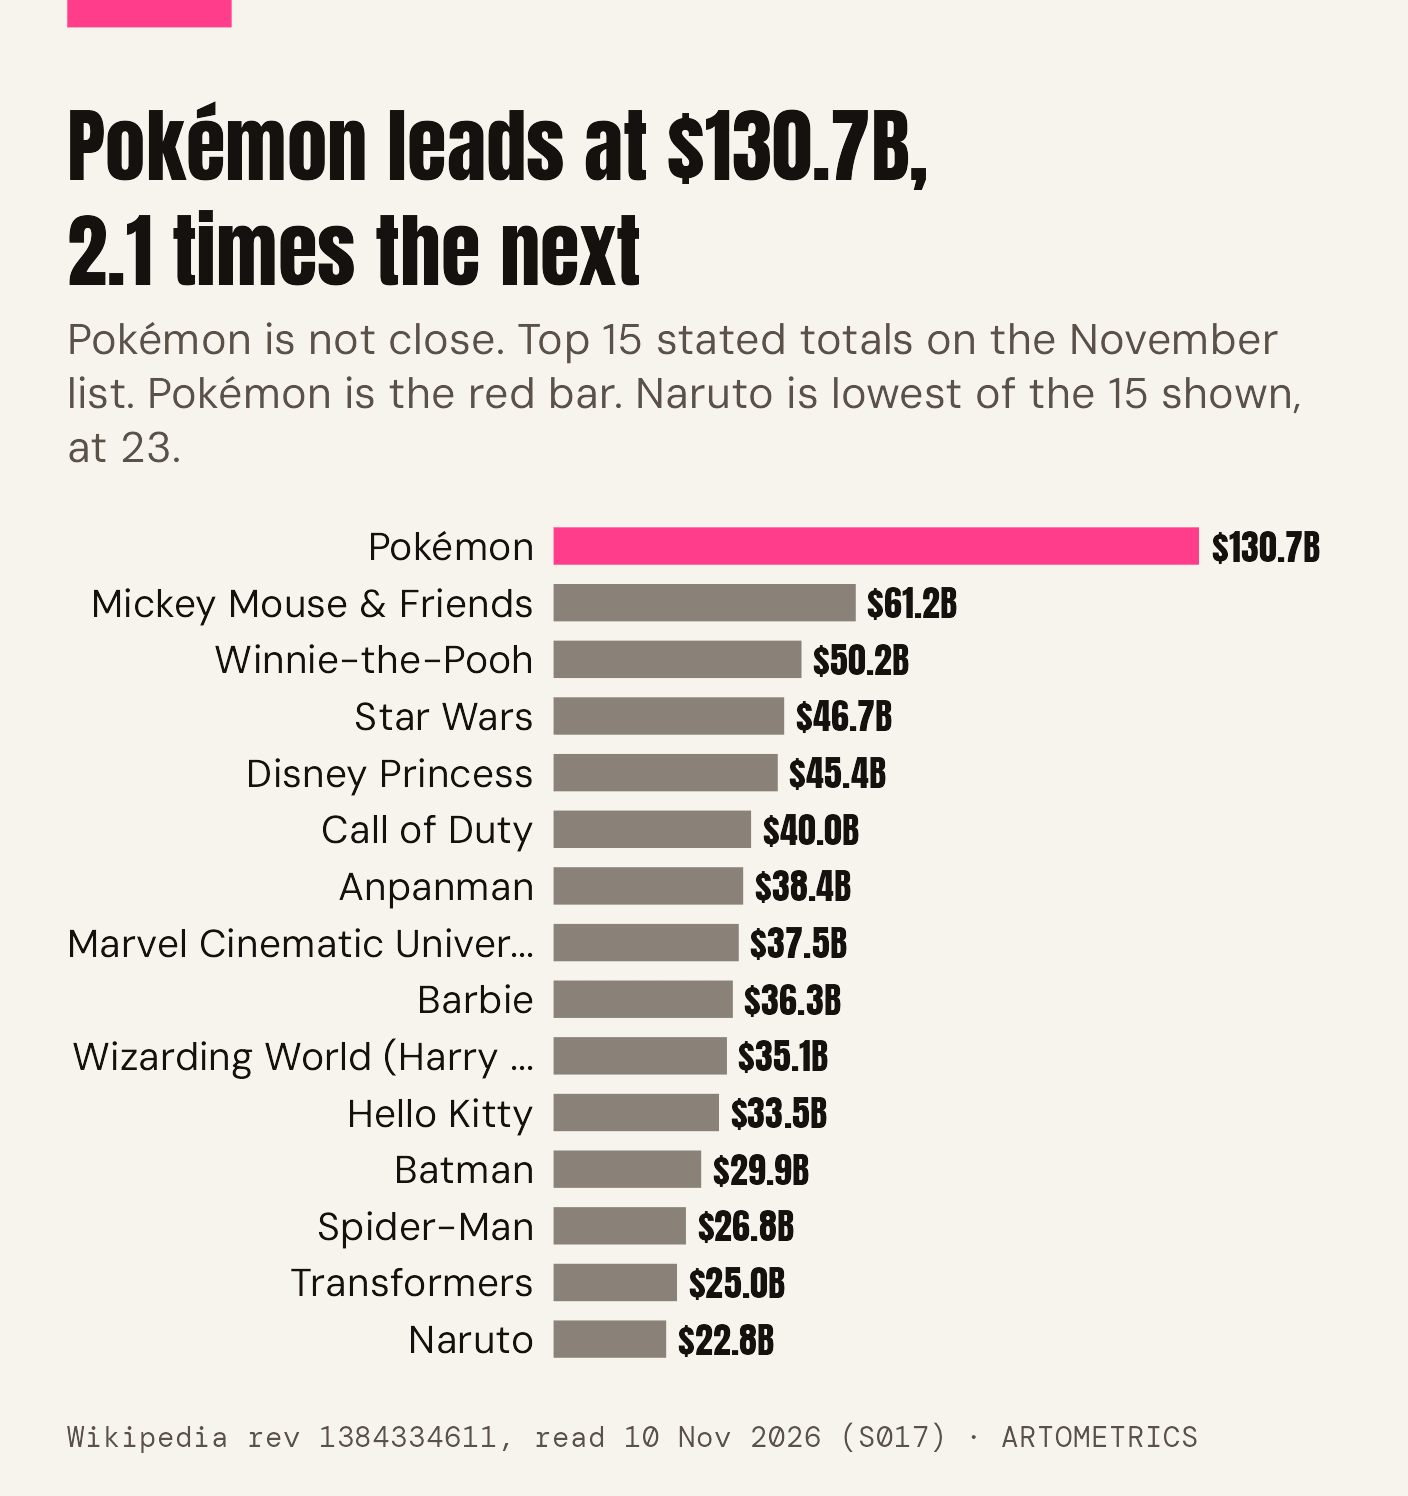 Pokémon leads at $130.7B,
2.1 times the next
Pokémon is not close. Top 15 stated totals on the November
list. Pokémon is the red bar. Naruto is lowest of the 15 shown,
at 23.
Pokémon $130.7B
Mickey Mouse & Friends $61.2B
Winnie-the-Pooh $50.2B
Star Wars $46.7B
Disney Princess $45.4B
Call of Duty $40.0B
Anpanman $38.4B
Marvel Cinematic Univer... $37.5B
Barbie $36.3B
Wizarding World (Harry ... $35.1B
Hello Kitty $33.5B
Batman $29.9B
Spider-Man $26.8B
Transformers $25.0B
Naruto $22.8B
Wikipedia rev 1384334611, read 10 Nov 2026 (S017) · ARTOMETRICS